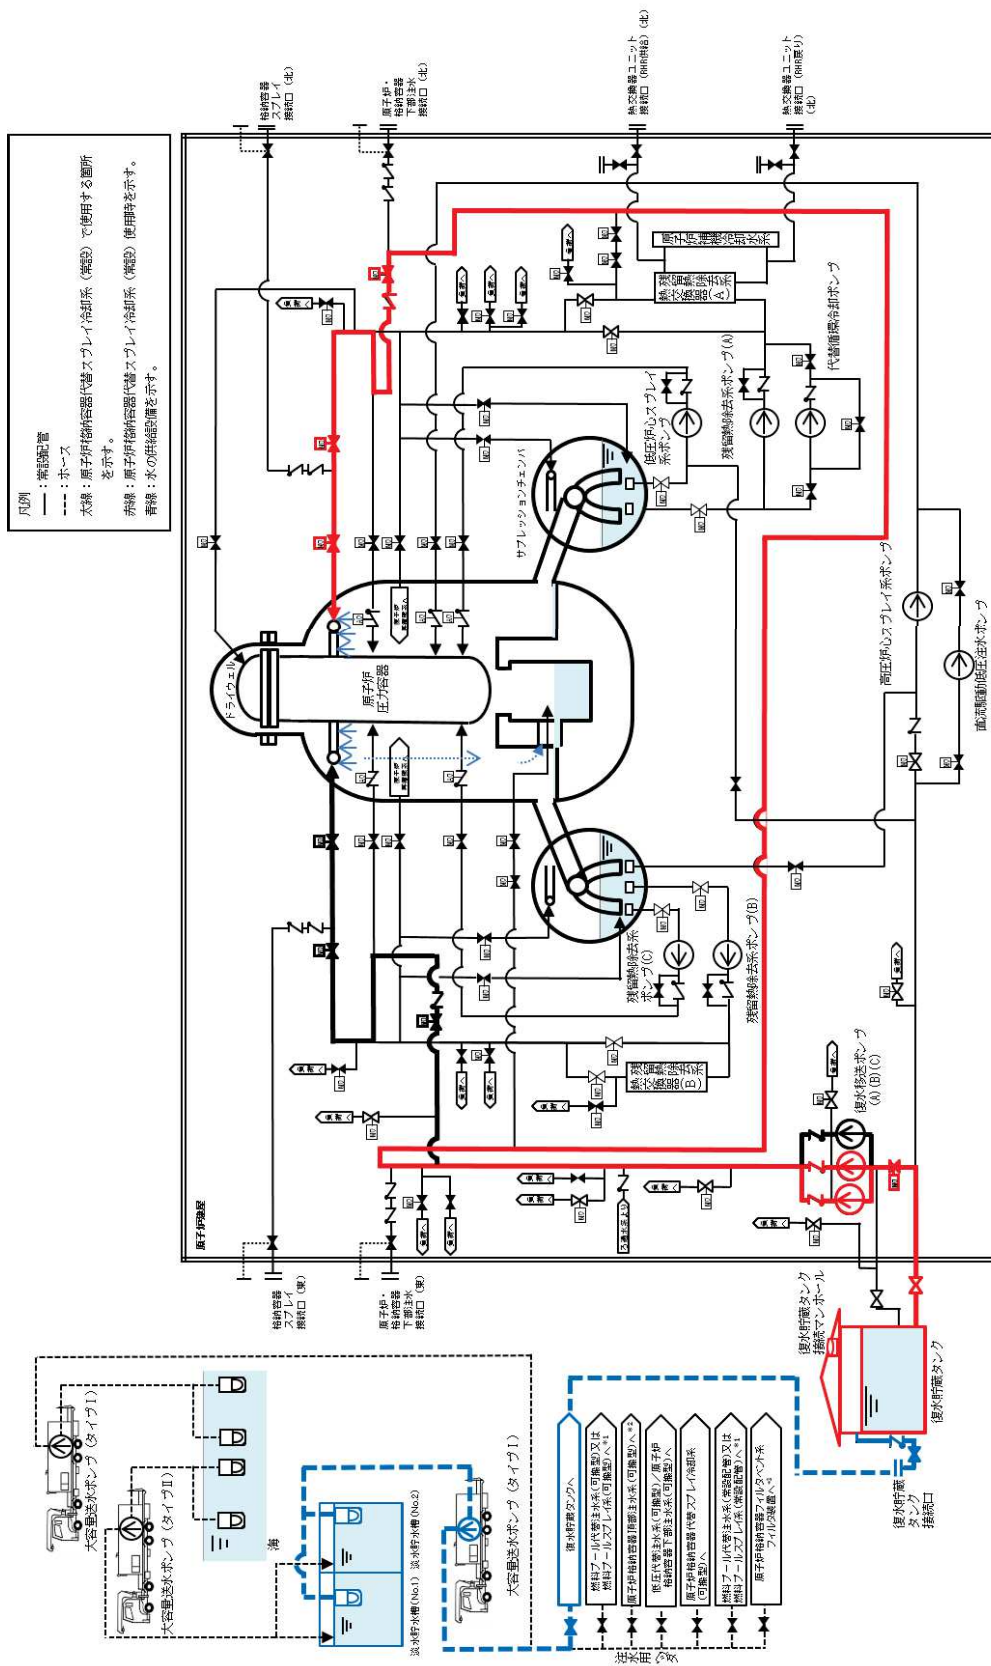 凡例
━━:常設配管
---:ホース
太線:原子炉格納容器代替スプレイ冷却系(常設)で使用する箇所
を示す。
赤線:原子炉格納容器代替スプレイ冷却系(常設)使用時を示す。
青線:水の供給設備を示す。
大容量送水ポンプ(タイプⅠ)
大容量送水ポンプ(タイプⅡ)
海
淡水貯水槽(No.1)
淡水貯水槽(No.2)
大容量送水ポンプ(タイプⅠ)
注水用ヘッダ
復水貯蔵タンクへ
燃料プール代替注水系(可搬型)又は
燃料プールスプレイ系(可搬型)へ*1
原子炉格納容器頂部注水系(可搬型)へ*2
低圧代替注水系(可搬型)/原子炉
格納容器下部注水系(可搬型)へ
原子炉格納容器代替スプレイ冷却系
(可搬型)へ
燃料プール代替注水系(常設配管)又は
燃料プールスプレイ系(常設配管)へ*1
原子炉格納容器フィルタベント系
フィルタ装置へ*3
復水貯蔵
タンク
接続口
復水貯蔵タンク
復水貯蔵タンク
接続マンホール
原子炉建屋
格納容器
スプレイ
接続口(東)
原子炉・
格納容器
下部注水
接続口(東)
ろ過水系より
復水移送ポンプ
(A)(B)(C)
ドライウェル
原子炉
圧力容器
サプレッションチェンバ
残留熱除去系
ポンプ(C)
残留熱除去系ポンプ(B)
残留熱除去系
熱交換器(B)
低圧炉心スプレイ
系ポンプ
残留熱除去系ポンプ(A)
代替循環冷却ポンプ
残留熱除去系
熱交換器(A)
原子炉補機冷却水系
高圧炉心スプレイ系ポンプ
直流駆動低圧注水ポンプ
格納容器
スプレイ
接続口(北)
原子炉・
格納容器
下部注水
接続口(北)
熱交換器ユニット
接続口(RHR供給)(北)
熱交換器ユニット
接続口(RHR戻り)
(北)